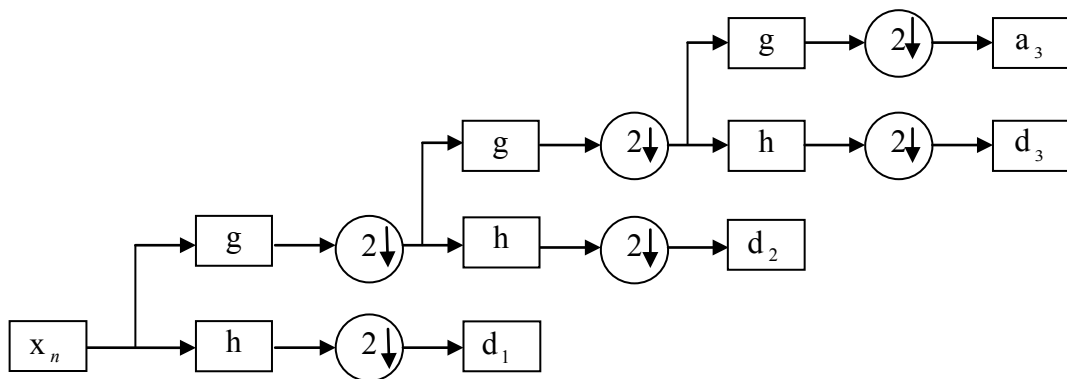 g 2↓ a₃
g 2↓ h 2↓ d₃
g 2↓ h 2↓ d₂
xₙ h 2↓ d₁